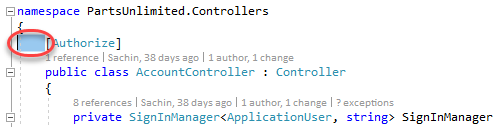 namespace PartsUnlimited.Controllers
{
[Authorize]
1 reference | Sachin, 38 days ago | 1 author, 1 change
public class AccountController : Controller
{
8 references | Sachin, 38 days ago | 1 author, 1 change | ? exceptions
private SignInManager<ApplicationUser, string> SignInManager